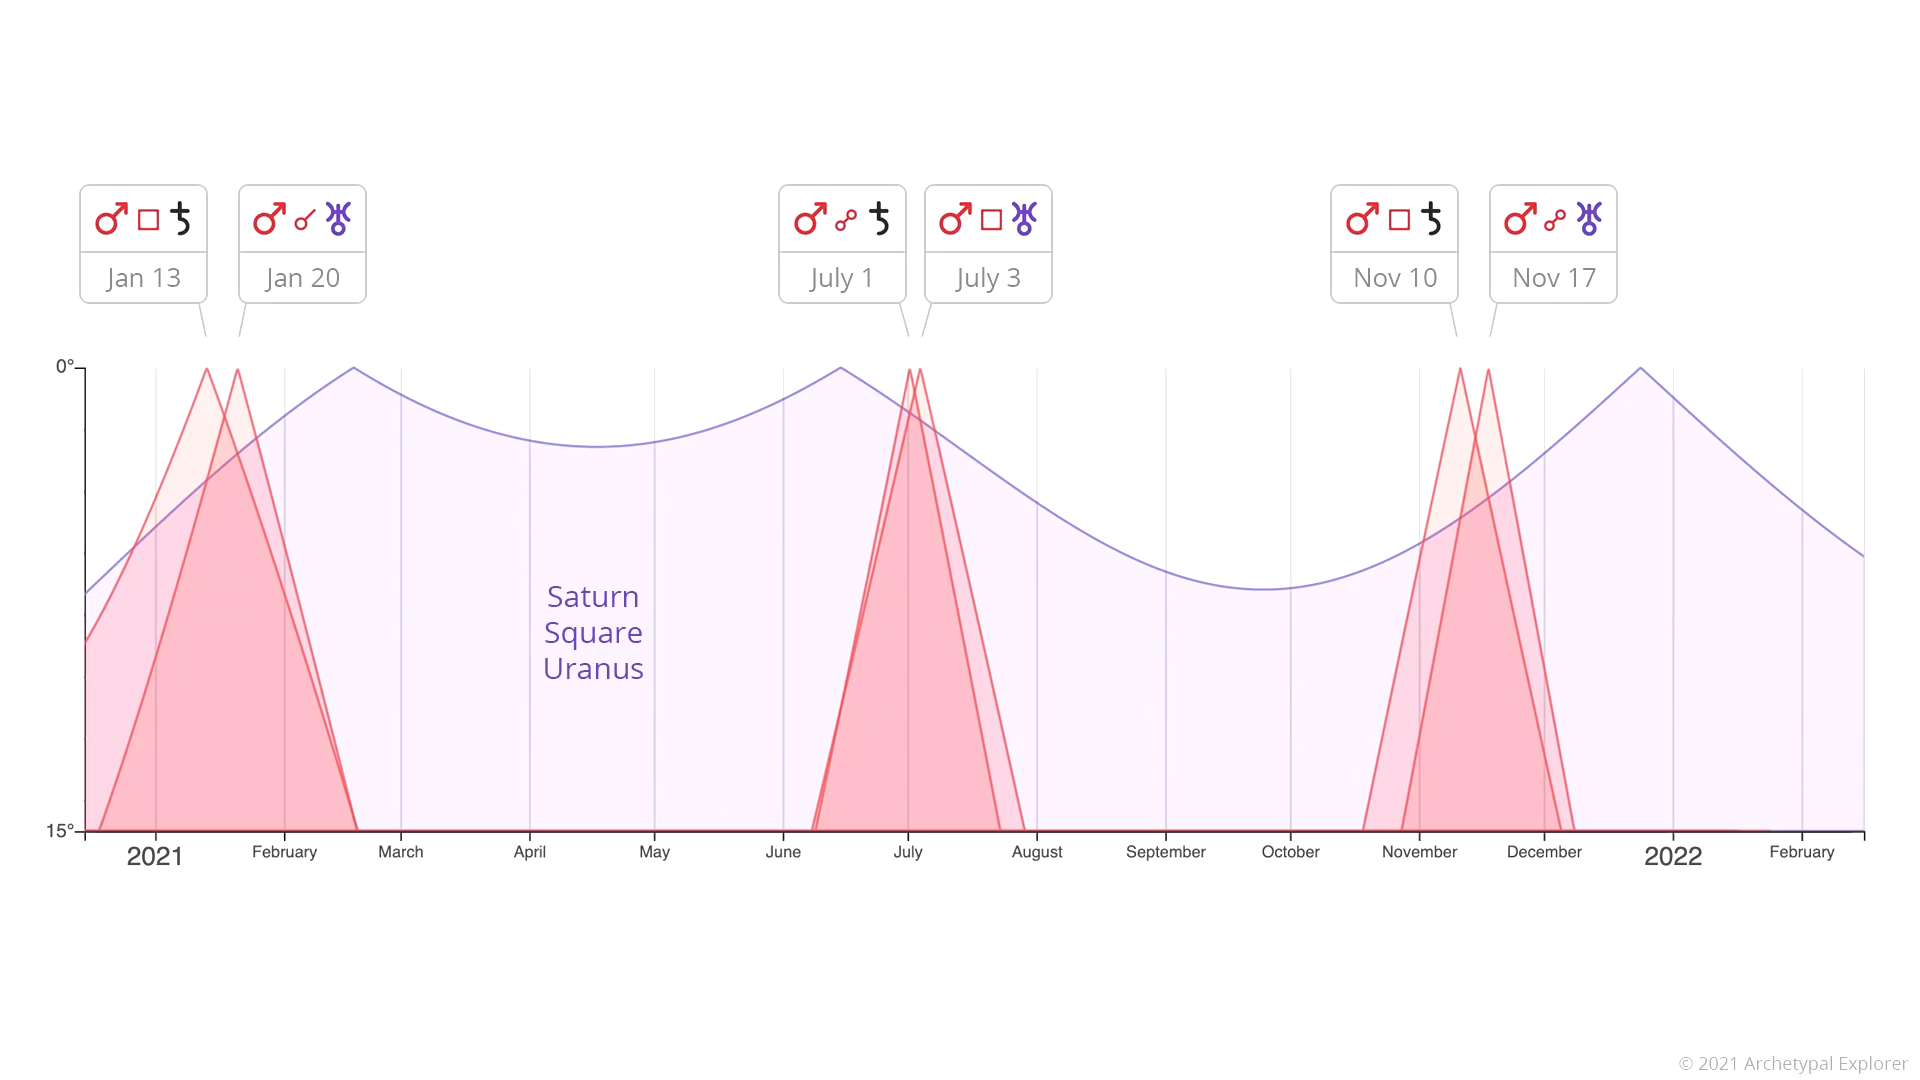 ♂ □ ♄
Jan 13
♂ ☌ ♅
Jan 20
♂ ☍ ♄
July 1
♂ □ ♅
July 3
♂ □ ♄
Nov 10
♂ ☍ ♅
Nov 17
0°
15°
Saturn
Square
Uranus
2021
February
March
April
May
June
July
August
September
October
November
December
2022
February
© 2021 Archetypal Explorer